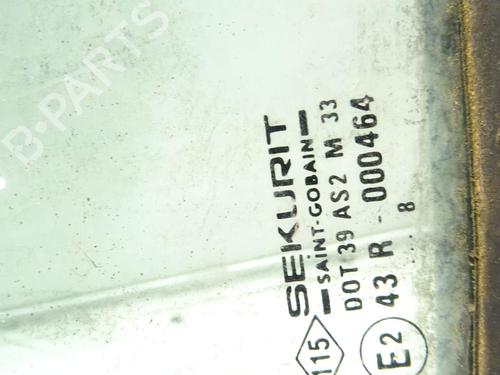 SEKURIT
SAINT-GOBAIN
DOT 39 AS2 M 33
43 R - 000464
.. 8
115
E2
B-PARTS